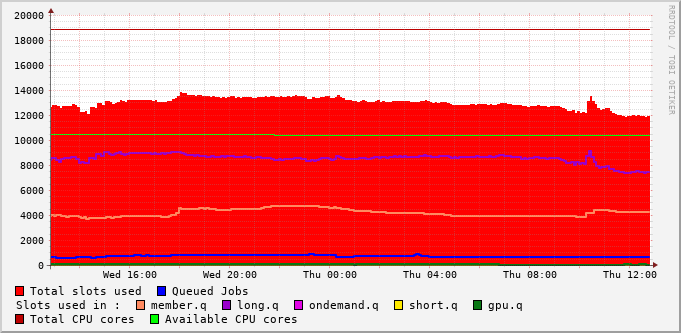 20000
18000
16000
14000
12000
10000
8000
6000
4000
2000
0
Wed 16:00 Wed 20:00 Thu 00:00 Thu 04:00 Thu 08:00 Thu 12:00
Total slots used Queued Jobs
Slots used in : member.q long.q ondemand.q short.q gpu.q
Total CPU cores Available CPU cores
RRDTOOL / TOBI OETIKER